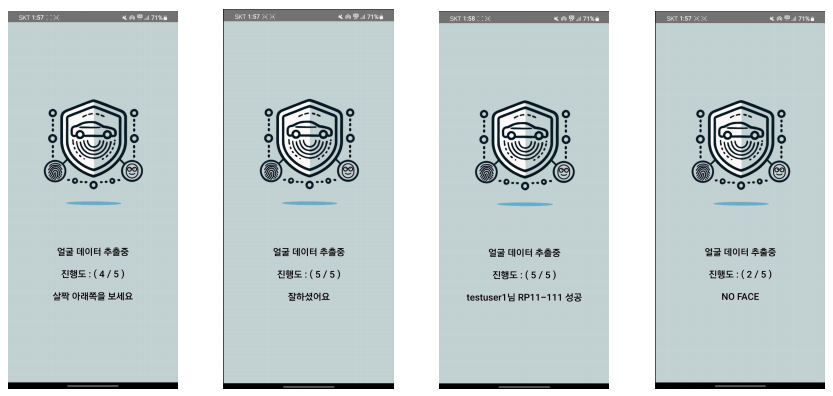 SKT 1:57
71%
얼굴 데이터 추출중
진행도 : ( 4 / 5 )
살짝 아래쪽을 보세요
SKT 1:57
71%
얼굴 데이터 추출중
진행도 : ( 5 / 5 )
잘하셨어요
SKT 1:58
71%
얼굴 데이터 추출중
진행도 : ( 5 / 5 )
testuser1님 RP11-111 성공
SKT 1:57
71%
얼굴 데이터 추출중
진행도 : ( 2 / 5 )
NO FACE